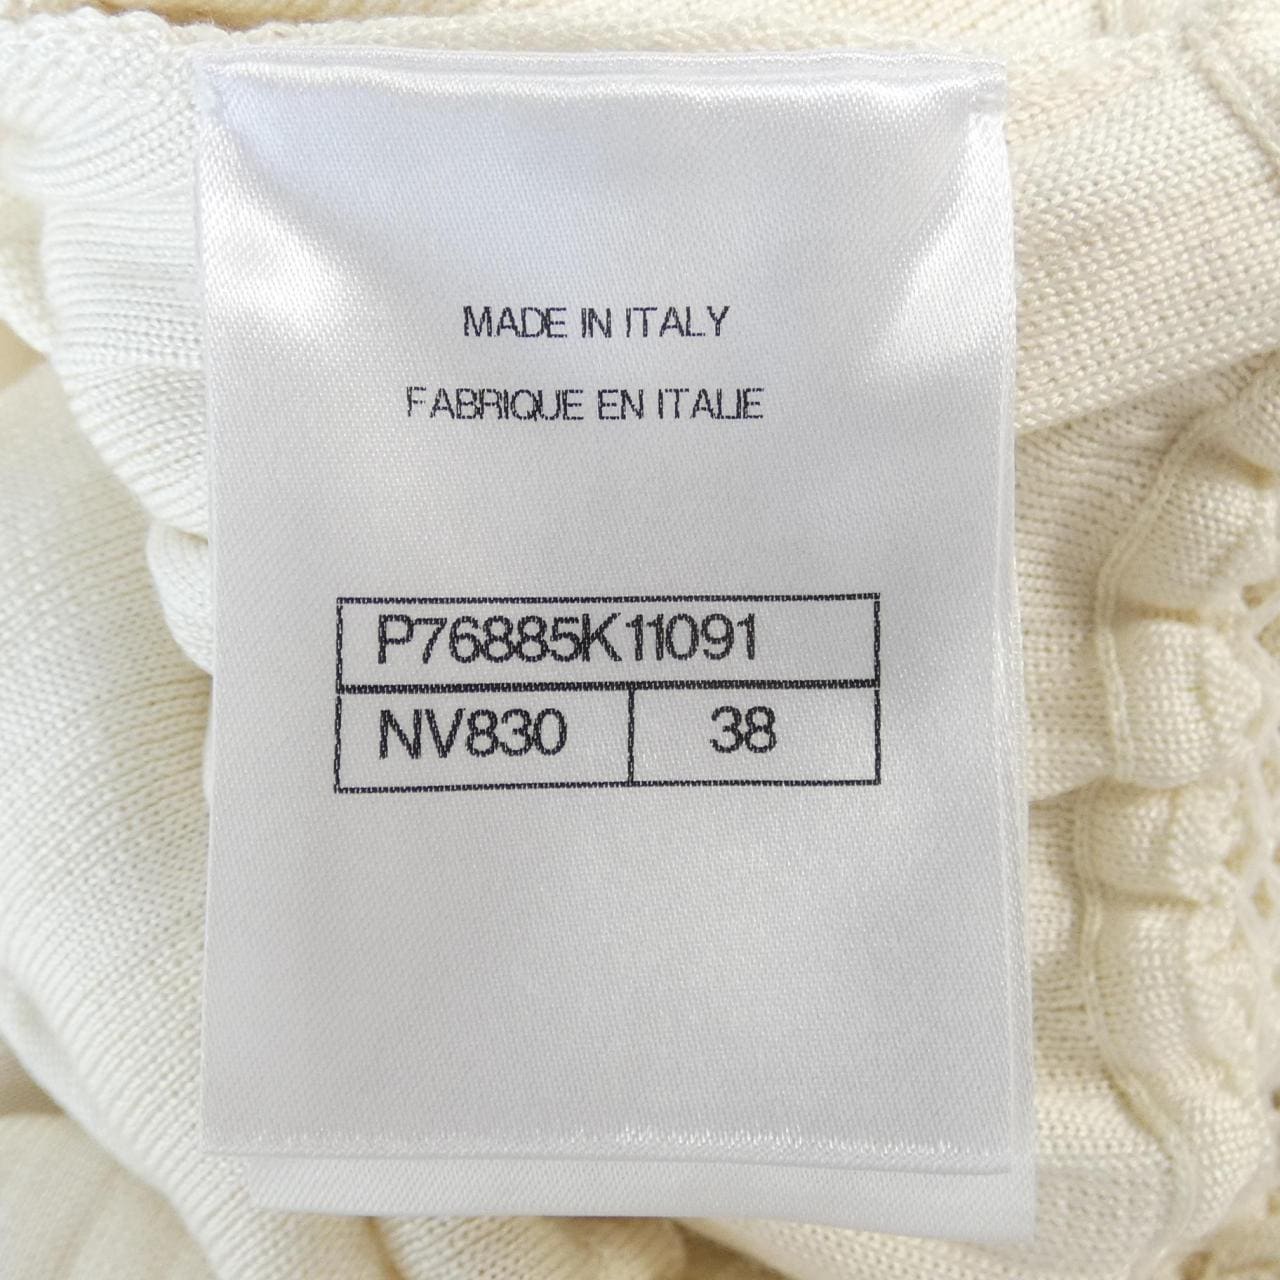 MADE IN ITALY
FABRIQUE EN ITALIE
P76885K11091
NV830 38